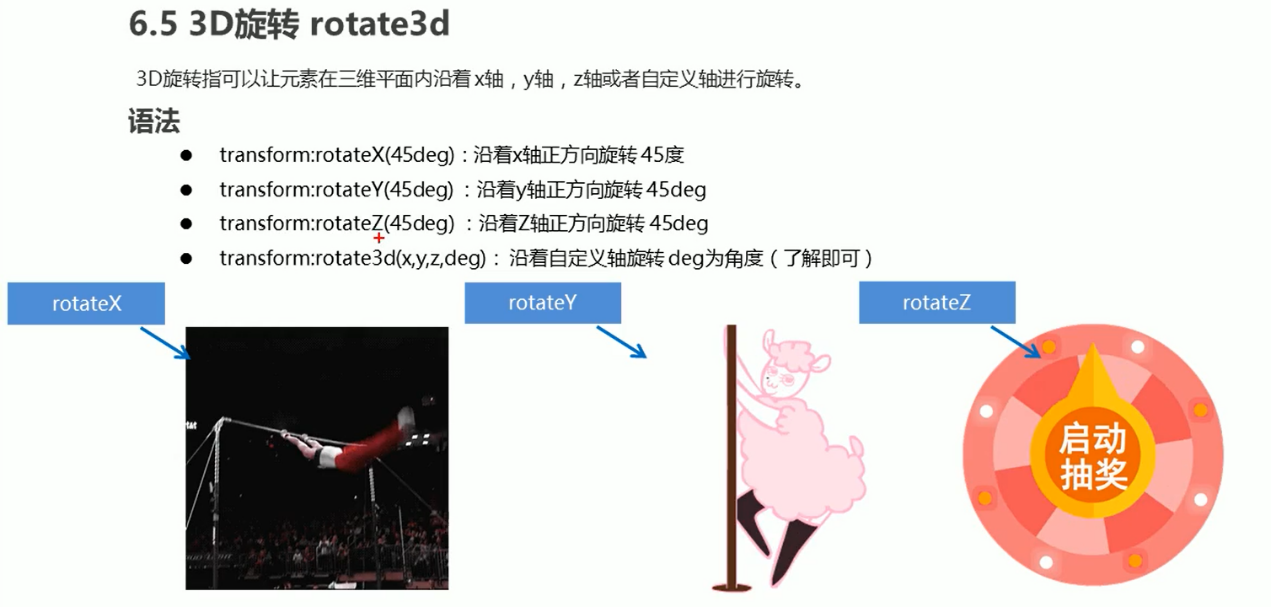 6.5 3D旋转 rotate3d
3D旋转指可以让元素在三维平面内沿着 x轴，y轴，z轴或者自定义轴进行旋转。
语法
● transform:rotateX(45deg)：沿着x轴正方向旋转 45度
● transform:rotateY(45deg) ：沿着y轴正方向旋转 45deg
● transform:rotateZ(45deg) ：沿着Z轴正方向旋转 45deg
● transform:rotate3d(x,y,z,deg)： 沿着自定义轴旋转 deg为角度（了解即可）
rotateX
rotateY
rotateZ
启动
抽奖